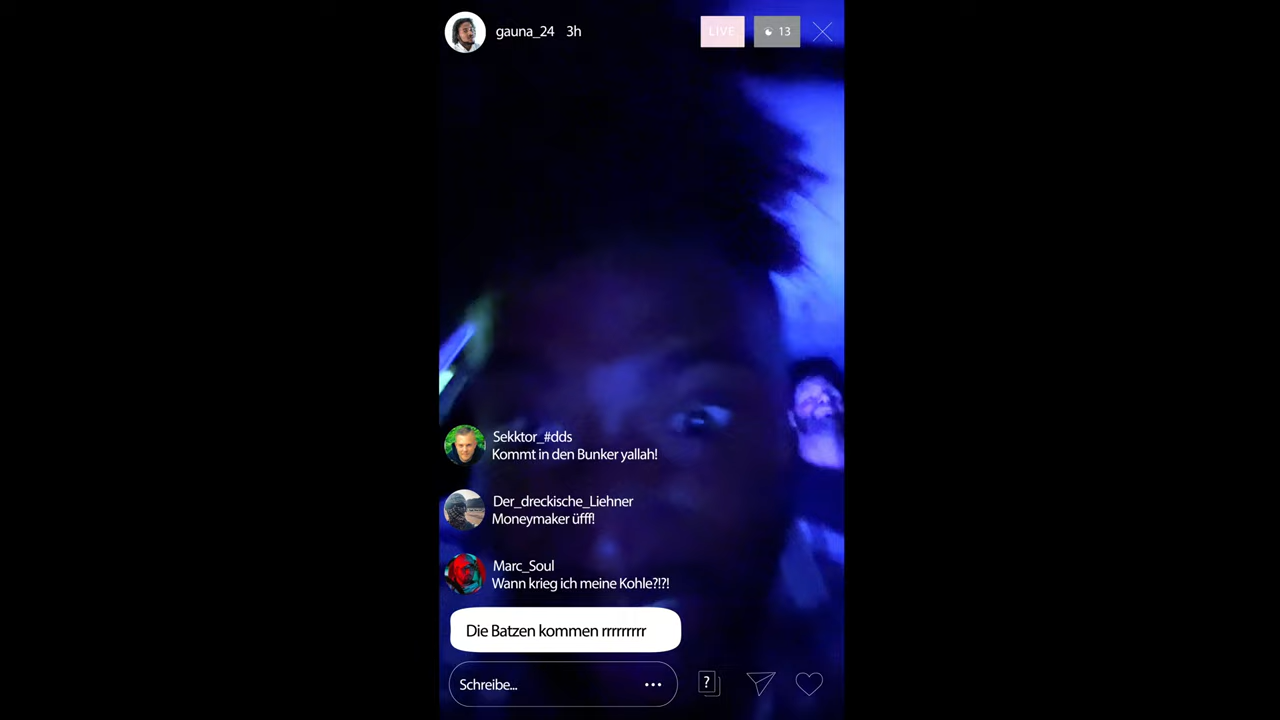 gauna_24 3h
LIVE
13
Sekktor_#dds
Kommt in den Bunker yallah!
Der_dreckische_Liehner
Moneymaker üfff!
Marc_Soul
Wann krieg ich meine Kohle?!?!
Die Batzen kommen rrrrrrrrr
Schreibe...
?